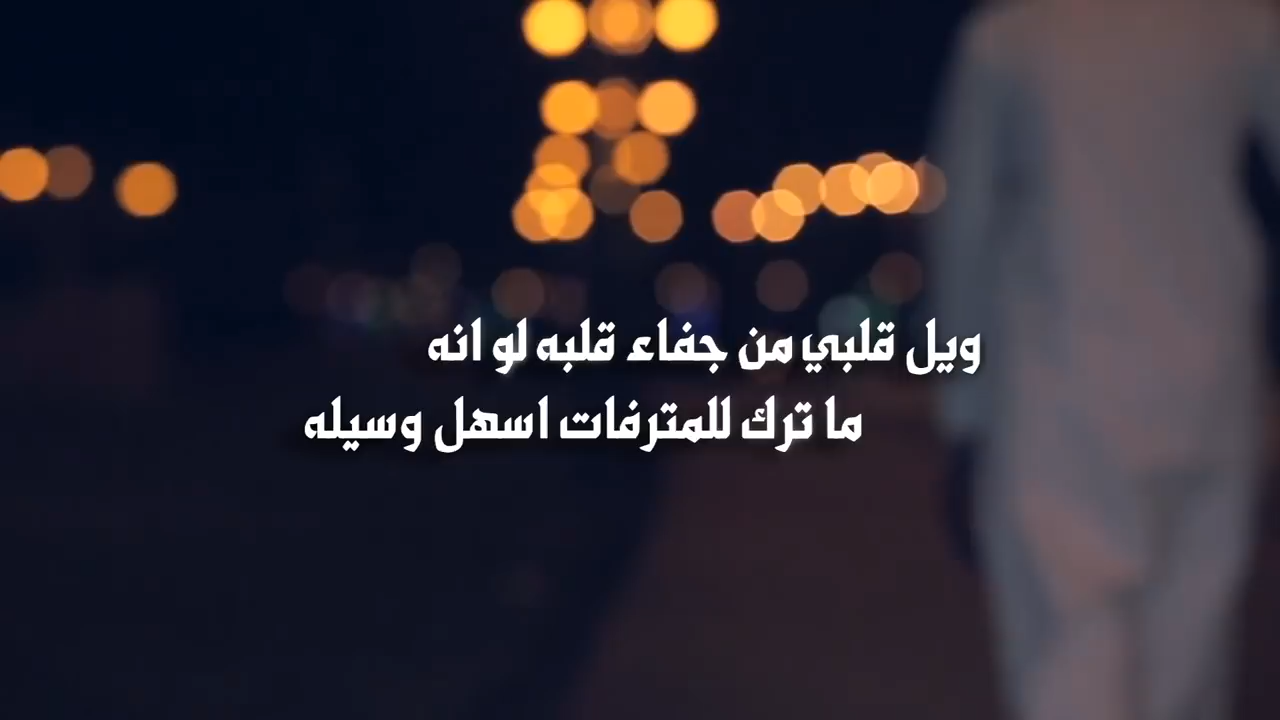 ويل قلبي من جفاء قلبه لو انه
ما ترك للمترفات اسهل وسيله